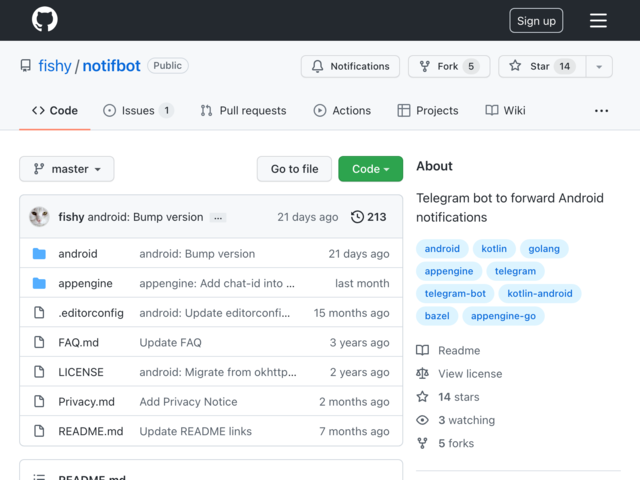 Sign up
fishy / notifbot Public
Notifications Fork 5 Star 14
Code Issues 1 Pull requests Actions Projects Wiki
master Go to file Code
fishy android: Bump version ... 21 days ago 213
android android: Bump version 21 days ago
appengine appengine: Add chat-id into ... last month
.editorconfig android: Update editorconfi... 15 months ago
FAQ.md Update FAQ 3 years ago
LICENSE android: Migrate from okhttp... 2 years ago
Privacy.md Add Privacy Notice 2 months ago
README.md Update README links 7 months ago
README.md
About
Telegram bot to forward Android
notifications
android kotlin golang
appengine telegram
telegram-bot kotlin-android
bazel appengine-go
Readme
View license
14 stars
3 watching
5 forks